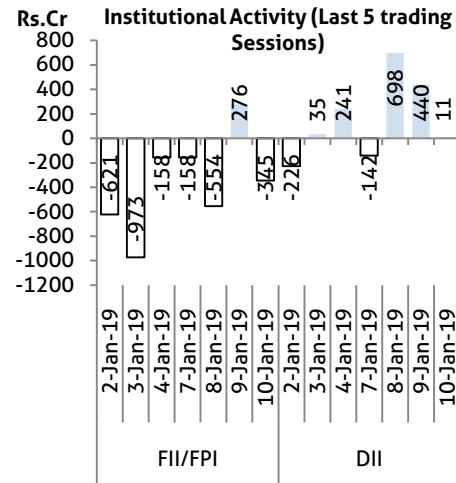 Rs.Cr
Institutional Activity (Last 5 trading
Sessions)
800
600
400
200
0
-200
-400
-600
-800
-1000
-1200
-621
-973
-158
-158
-554
276
-345
-226
35
241
-142
698
440
11
2-Jan-19
3-Jan-19
4-Jan-19
7-Jan-19
8-Jan-19
9-Jan-19
10-Jan-19
2-Jan-19
3-Jan-19
4-Jan-19
7-Jan-19
8-Jan-19
9-Jan-19
10-Jan-19
FII/FPI
DII